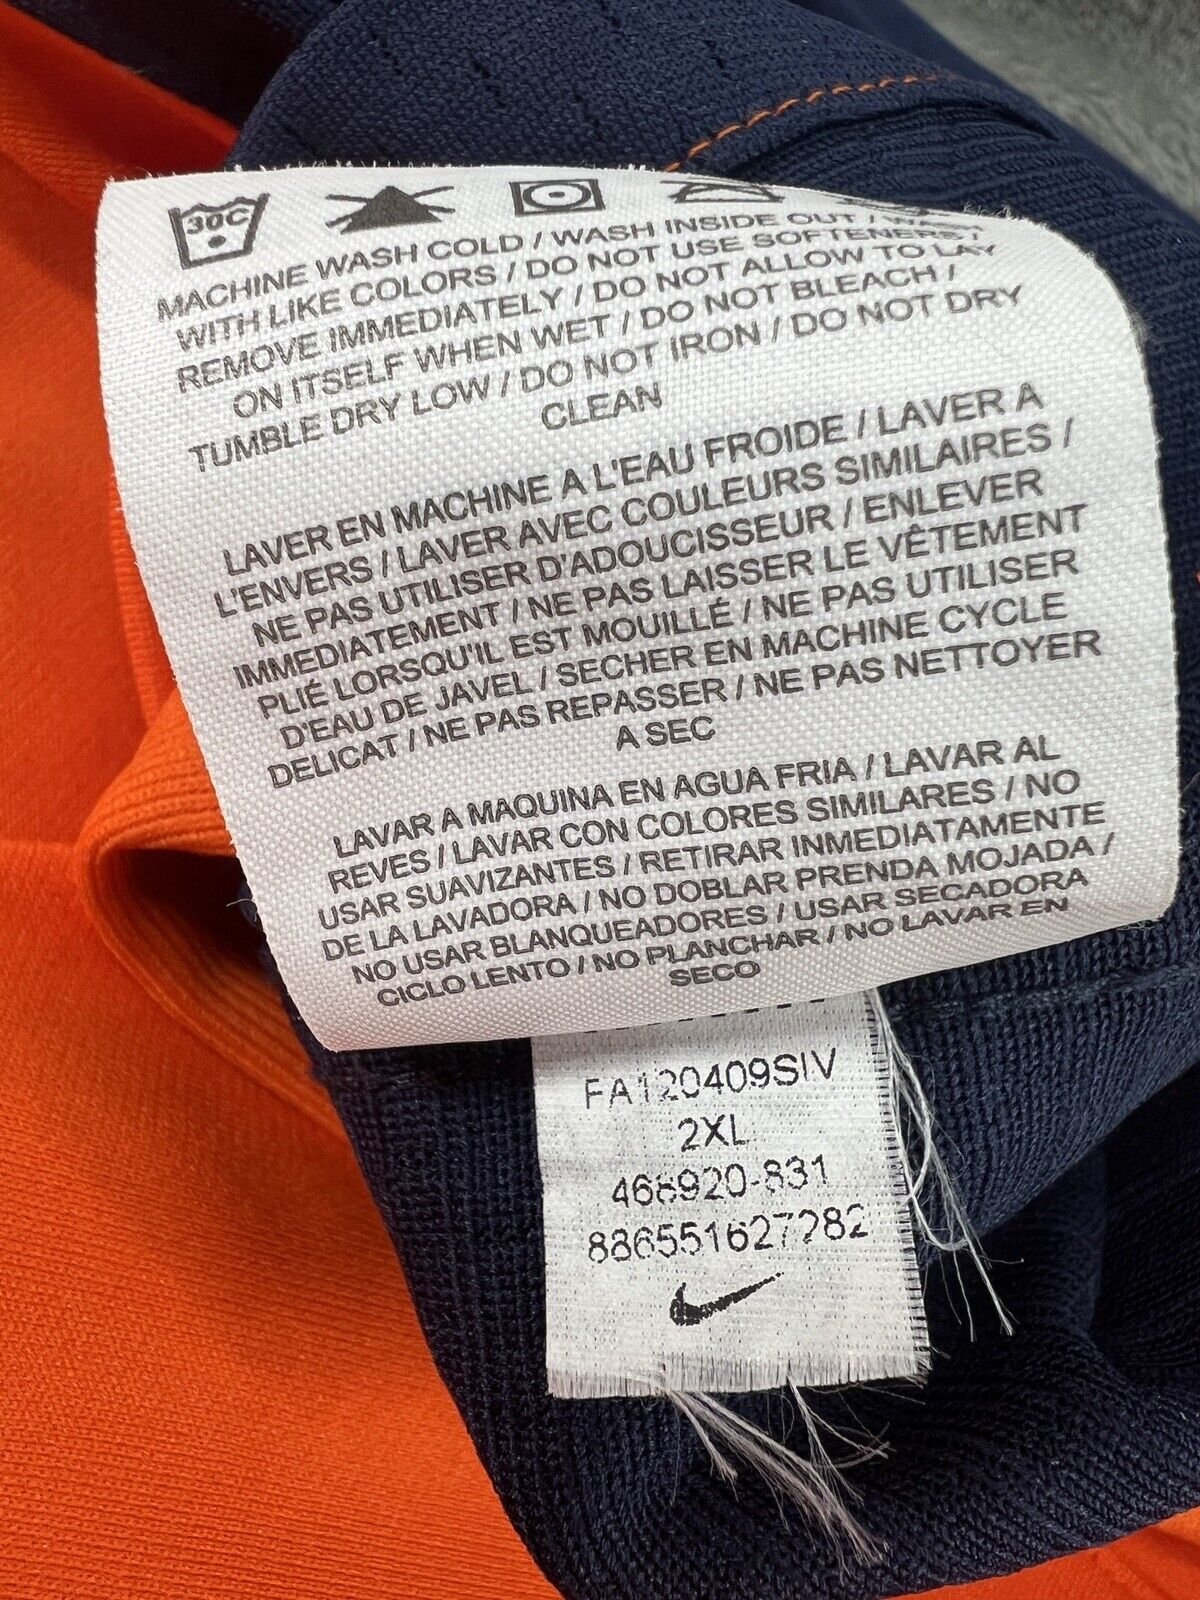 30C
MACHINE WASH COLD / WASH INSIDE OUT /
WITH LIKE COLORS / DO NOT USE SOFTENERS /
REMOVE IMMEDIATELY / DO NOT ALLOW TO LAY
ON ITSELF WHEN WET / DO NOT BLEACH /
TUMBLE DRY LOW / DO NOT IRON / DO NOT DRY
CLEAN
LAVER EN MACHINE A L'EAU FROIDE / LAVER A
L'ENVERS / LAVER AVEC COULEURS SIMILAIRES /
NE PAS UTILISER D'ADOUCISSEUR / ENLEVER
IMMEDIATEMENT / NE PAS LAISSER LE VÊTEMENT
PLIÉ LORSQU'IL EST MOUILLÉ / NE PAS UTILISER
D'EAU DE JAVEL / SECHER EN MACHINE CYCLE
DELICAT / NE PAS REPASSER / NE PAS NETTOYER
A SEC
LAVAR A MAQUINA EN AGUA FRIA / LAVAR AL
REVES / LAVAR CON COLORES SIMILARES / NO
USAR SUAVIZANTES / RETIRAR INMEDIATAMENTE
DE LA LAVADORA / NO DOBLAR PRENDA MOJADA /
NO USAR BLANQUEADORES / USAR SECADORA
CICLO LENTO / NO PLANCHAR / NO LAVAR EN
SECO
FA120409SIV
2XL
466920-831
886551627282